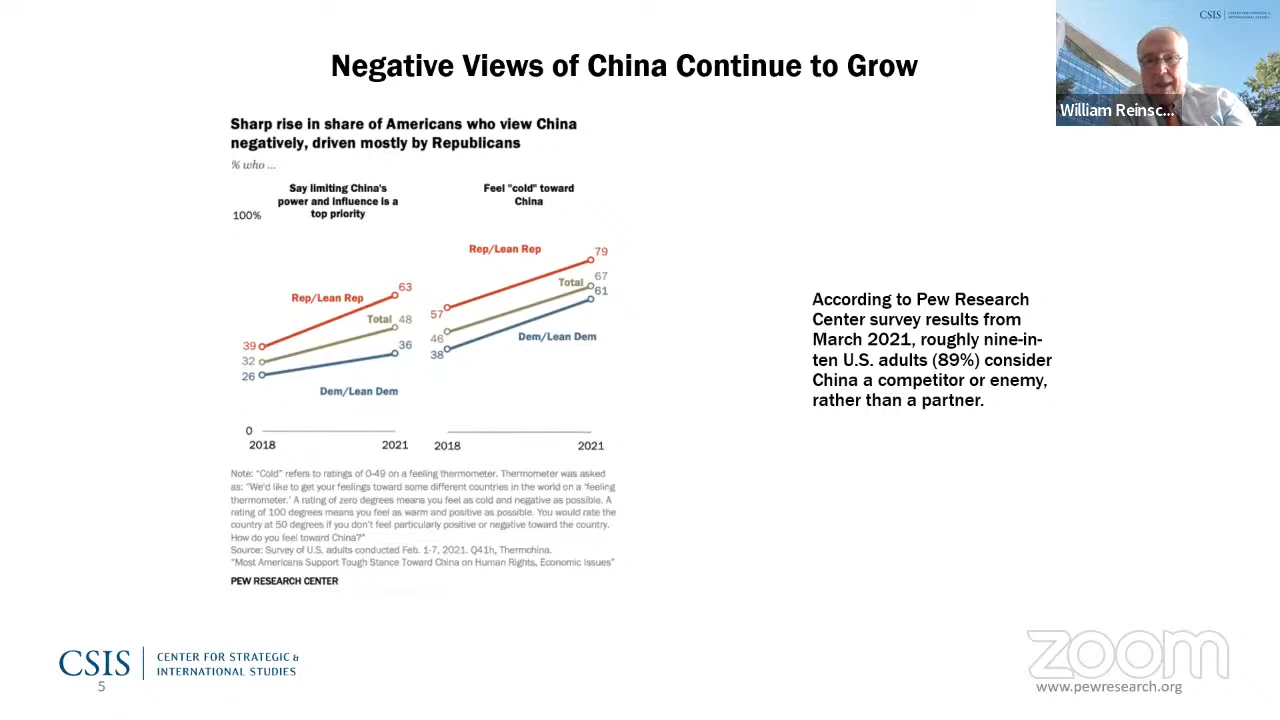 CSIS | CENTER FOR STRATEGIC &
INTERNATIONAL STUDIES
William Reinsc...
Negative Views of China Continue to Grow
Sharp rise in share of Americans who view China
negatively, driven mostly by Republicans
% who ...
Say limiting China's
power and influence is a
top priority
Feel "cold" toward
China
100%
Rep/Lean Rep
79
Total
67
61
Rep/Lean Rep
63
57
Total 48
46
Dem/Lean Dem
38
39
36
32
26
Dem/Lean Dem
0
2018
2021
2018
2021
According to Pew Research
Center survey results from
March 2021, roughly nine-in-
ten U.S. adults (89%) consider
China a competitor or enemy,
rather than a partner.
Note: "Cold" refers to ratings of 0-49 on a feeling thermometer. Thermometer was asked
as: "We'd like to get your feelings toward some different countries in the world on a 'feeling
thermometer.' A rating of zero degrees means you feel as cold and negative as possible. A
rating of 100 degrees means you feel as warm and positive as possible. You would rate the
country at 50 degrees if you don't feel particularly positive or negative toward the country.
How do you feel toward China?"
Source: Survey of U.S. adults conducted Feb. 1-7, 2021. Q41h, Thermchina.
"Most Americans Support Tough Stance Toward China on Human Rights, Economic Issues"
PEW RESEARCH CENTER
CSIS | CENTER FOR STRATEGIC &
INTERNATIONAL STUDIES
5
zoom
www.pewresearch.org